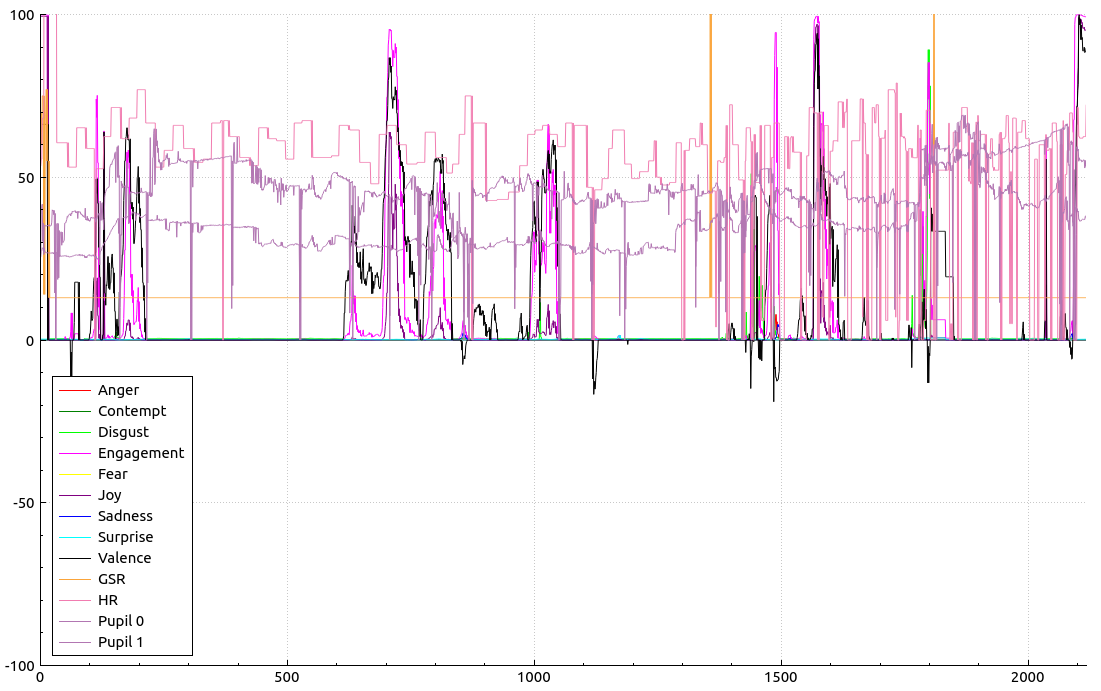 100
50
0
-50
-100
Anger
Contempt
Disgust
Engagement
Fear
Joy
Sadness
Surprise
Valence
GSR
HR
Pupil 0
Pupil 1
0 500 1000 1500 2000